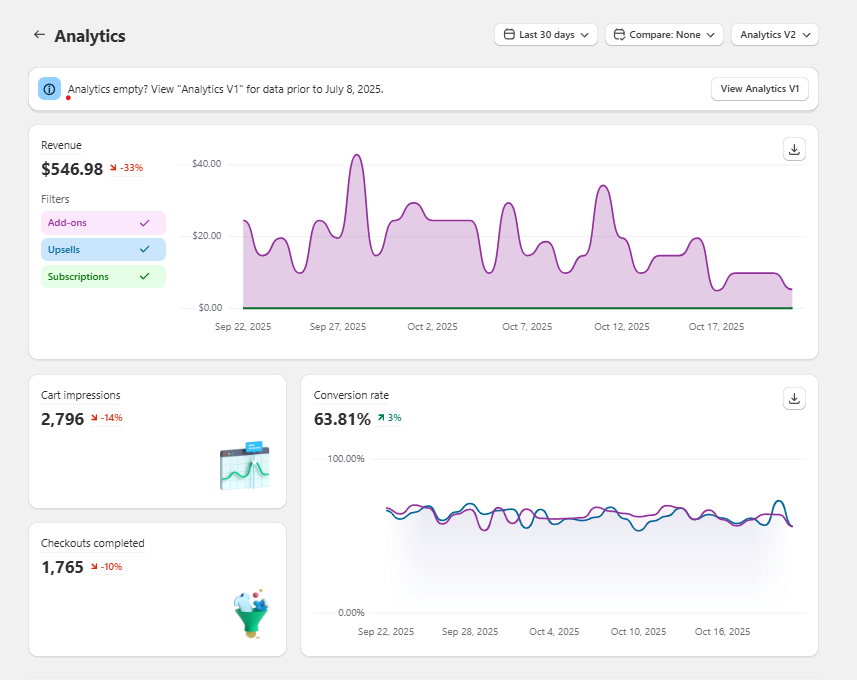 Analytics
Last 30 days
Compare: None
Analytics V2
Analytics empty? View "Analytics V1" for data prior to July 8, 2025.
View Analytics V1
Revenue
$546.98 -33%
Filters
Add-ons
Upsells
Subscriptions
$40.00
$20.00
$0.00
Sep 22, 2025 Sep 27, 2025 Oct 2, 2025 Oct 7, 2025 Oct 12, 2025 Oct 17, 2025
Cart impressions
2,796 -14%
Checkouts completed
1,765 -10%
Conversion rate
63.81% 3%
100.00%
0.00%
Sep 22, 2025 Sep 28, 2025 Oct 4, 2025 Oct 10, 2025 Oct 16, 2025